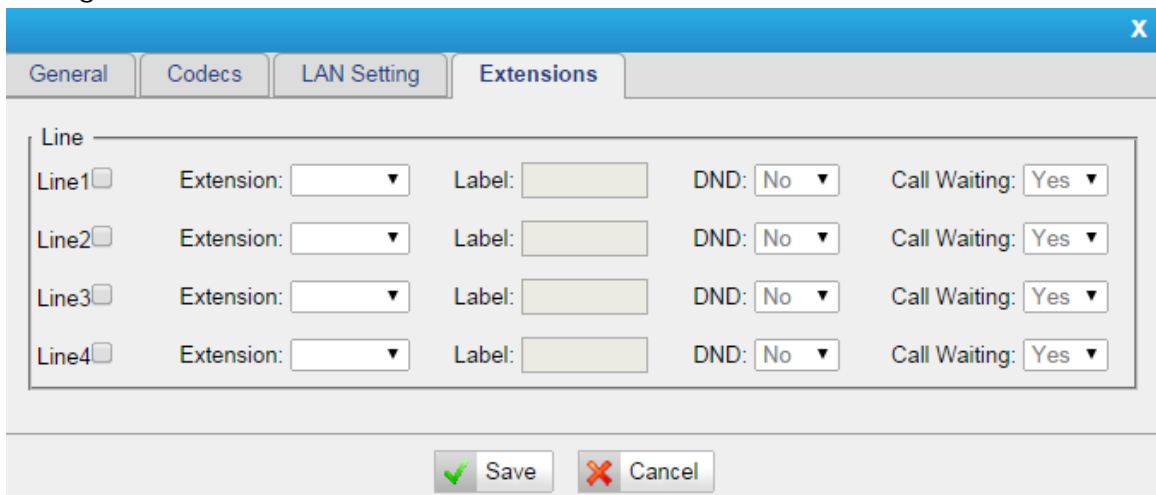 X
General Codecs LAN Setting Extensions
Line
Line1 Extension: Label: DND: No Call Waiting: Yes
Line2 Extension: Label: DND: No Call Waiting: Yes
Line3 Extension: Label: DND: No Call Waiting: Yes
Line4 Extension: Label: DND: No Call Waiting: Yes
Save Cancel